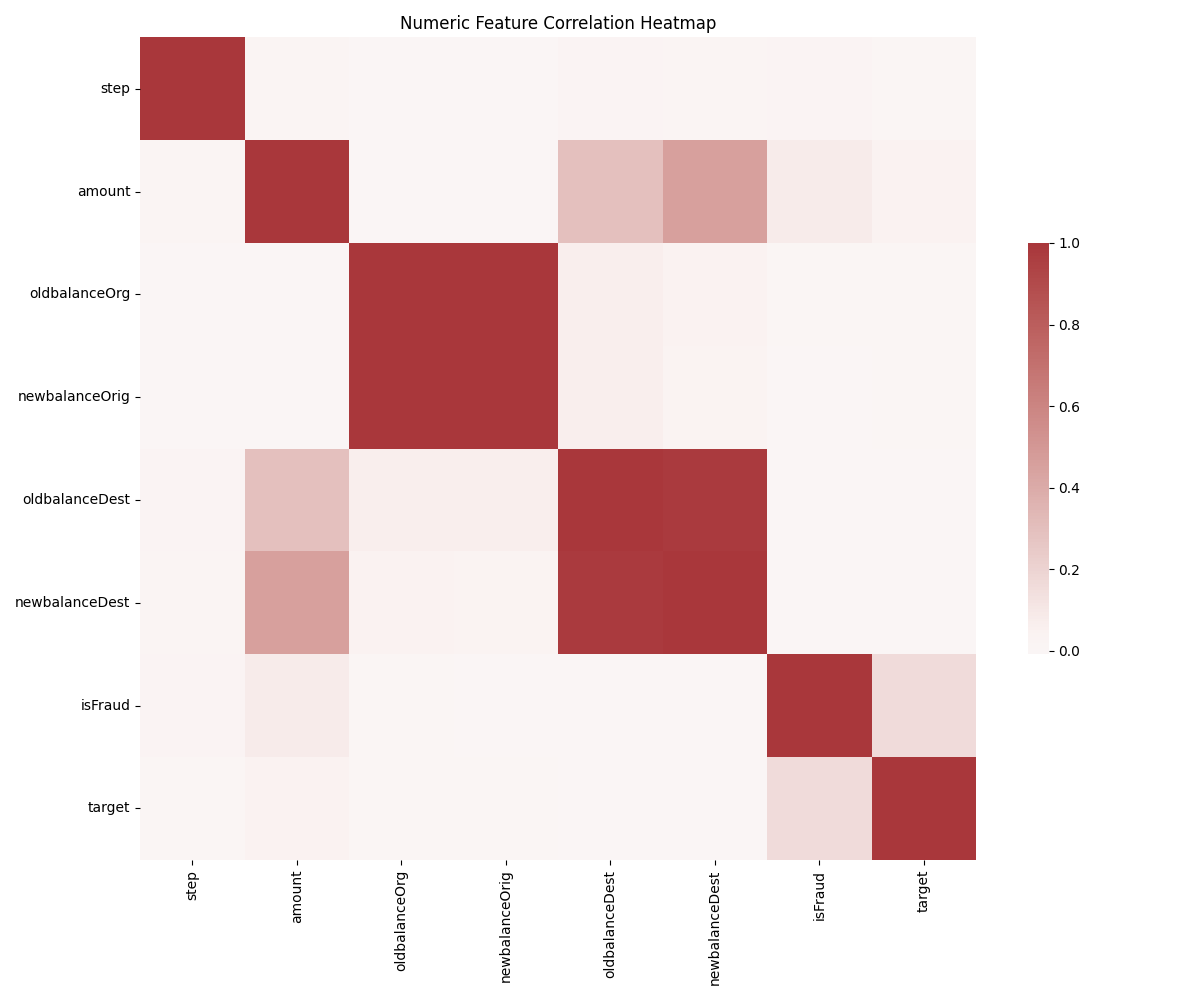 Numeric Feature Correlation Heatmap
step
amount
oldbalanceOrg
newbalanceOrig
oldbalanceDest
newbalanceDest
isFraud
target
step
amount
oldbalanceOrg
newbalanceOrig
oldbalanceDest
newbalanceDest
isFraud
target
1.0
0.8
0.6
0.4
0.2
0.0